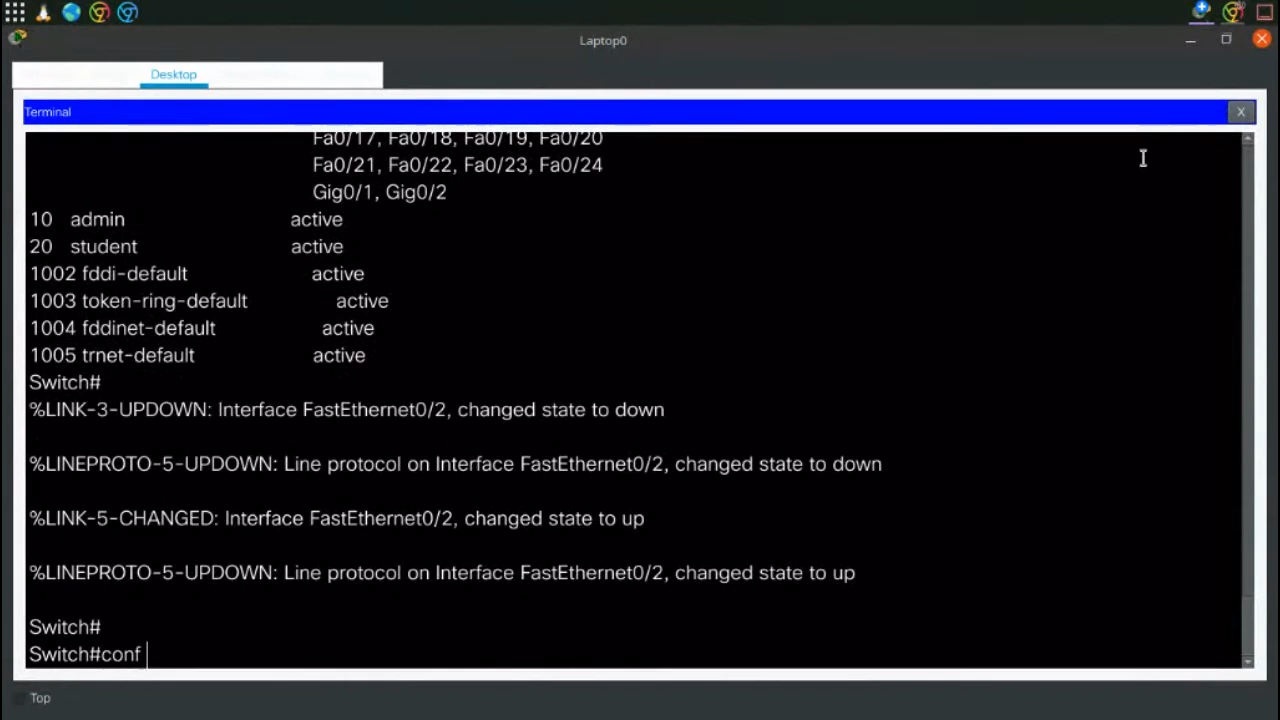 Laptop0
Desktop
Terminal
X
Fa0/17, Fa0/18, Fa0/19, Fa0/20
Fa0/21, Fa0/22, Fa0/23, Fa0/24
Gig0/1, Gig0/2
10 admin active
20 student active
1002 fddi-default active
1003 token-ring-default active
1004 fddinet-default active
1005 trnet-default active
Switch#
%LINK-3-UPDOWN: Interface FastEthernet0/2, changed state to down
%LINEPROTO-5-UPDOWN: Line protocol on Interface FastEthernet0/2, changed state to down
%LINK-5-CHANGED: Interface FastEthernet0/2, changed state to up
%LINEPROTO-5-UPDOWN: Line protocol on Interface FastEthernet0/2, changed state to up
Switch#
Switch#conf
Top